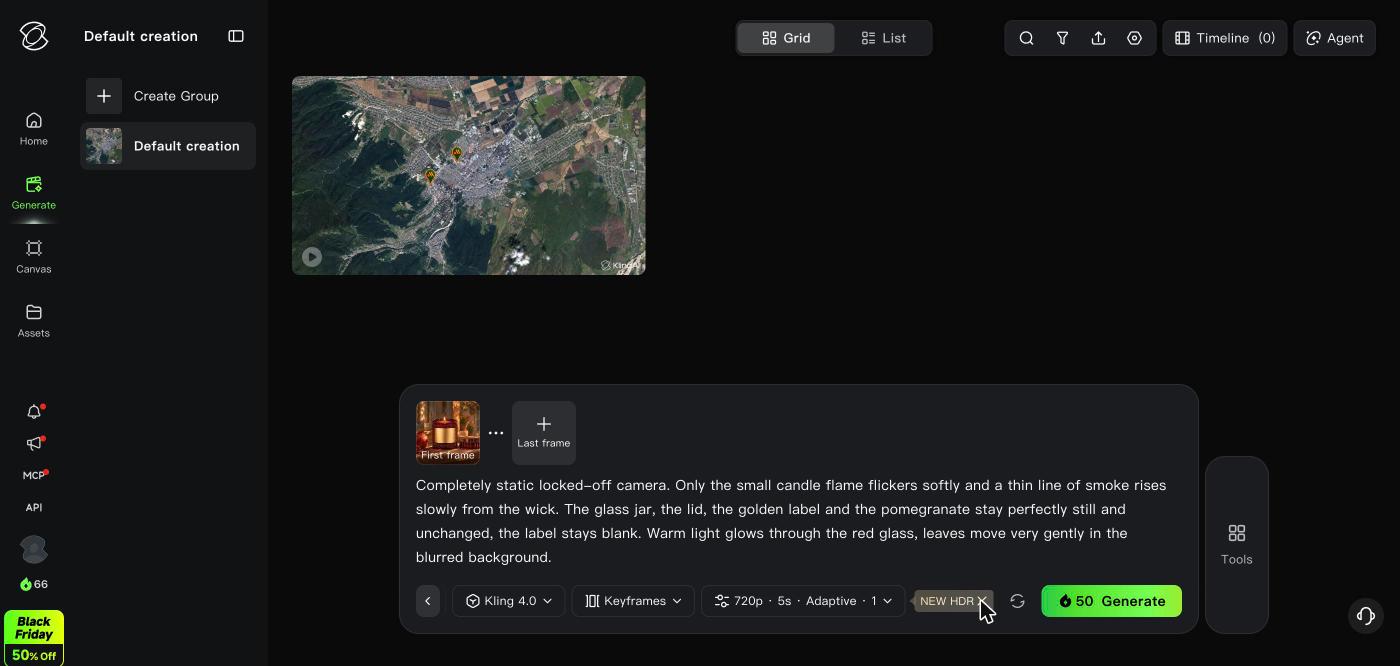 Default creation
Create Group
Default creation
Home
Generate
Canvas
Assets
MCP
API
66
Black
Friday
50% Off
Grid
List
Timeline (0)
Agent
First frame
Last frame
Completely static locked-off camera. Only the small candle flame flickers softly and a thin line of smoke rises
slowly from the wick. The glass jar, the lid, the golden label and the pomegranate stay perfectly still and
unchanged, the label stays blank. Warm light glows through the red glass, leaves move very gently in the
blurred background.
Kling 4.0
Keyframes
720p · 5s · Adaptive · 1
NEW HDR
50 Generate
Tools